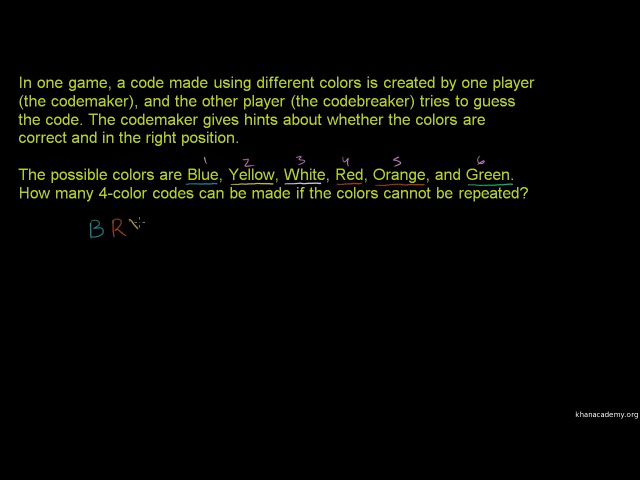 In one game, a code made using different colors is created by one player
(the codemaker), and the other player (the codebreaker) tries to guess
the code. The codemaker gives hints about whether the colors are
correct and in the right position.
1 2 3 4 5 6
The possible colors are Blue, Yellow, White, Red, Orange, and Green.
How many 4-color codes can be made if the colors cannot be repeated?
B R
khanacademy.org